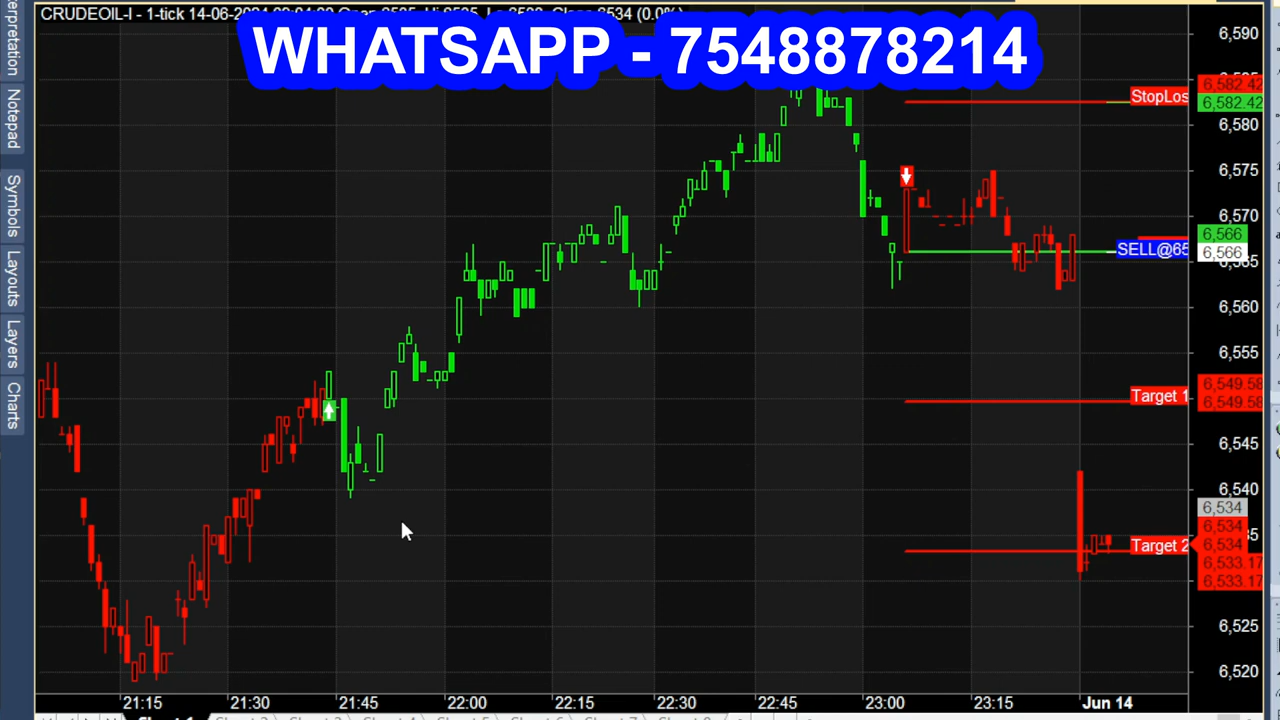 CRUDEOIL-I - 1-tick 14-06-2024
WHATSAPP - 7548878214
Notepad
Symbols
Layouts
Layers
Charts
6,590
6,582.42
StopLos
6,582.42
6,580
6,575
6,570
6,566
SELL@65
6,566
6,560
6,555
6,549.58
Target 1
6,549.58
6,545
6,540
6,534
6,534
Target 2
6,534
6,533.17
6,533.17
6,525
6,520
21:15
21:30
21:45
22:00
22:15
22:30
22:45
23:00
23:15
Jun 14